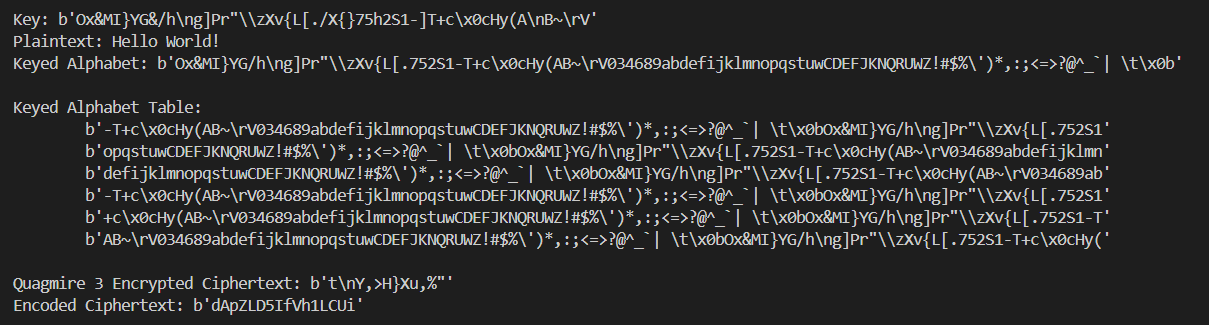 Key: b'Ox&MI}YG&/h\ng]Pr"\\zXv{L[./X{}75h2S1-]T+c\x0cHy(A\nB~\rV'
Plaintext: Hello World!
Keyed Alphabet: b'Ox&MI}YG/h\ng]Pr"\\zXv{L[.752S1-T+c\x0cHy(AB~\rV034689abdefijklmnopqstuwCDEFJKNQRUWZ!#$%\')*,:;<=>?@^_`| \t\x0b'
Keyed Alphabet Table:
b'-T+c\x0cHy(AB~\rV034689abdefijklmnopqstuwCDEFJKNQRUWZ!#$%\')*,:;<=>?@^_`| \t\x0bOx&MI}YG/h\ng]Pr"\\zXv{L[.752S1'
b'opqstuwCDEFJKNQRUWZ!#$%\')*,:;<=>?@^_`| \t\x0bOx&MI}YG/h\ng]Pr"\\zXv{L[.752S1-T+c\x0cHy(AB~\rV034689abdefijklmn'
b'defijklmnopqstuwCDEFJKNQRUWZ!#$%\')*,:;<=>?@^_`| \t\x0bOx&MI}YG/h\ng]Pr"\\zXv{L[.752S1-T+c\x0cHy(AB~\rV034689ab'
b'-T+c\x0cHy(AB~\rV034689abdefijklmnopqstuwCDEFJKNQRUWZ!#$%\')*,:;<=>?@^_`| \t\x0bOx&MI}YG/h\ng]Pr"\\zXv{L[.752S1'
b'+c\x0cHy(AB~\rV034689abdefijklmnopqstuwCDEFJKNQRUWZ!#$%\')*,:;<=>?@^_`| \t\x0bOx&MI}YG/h\ng]Pr"\\zXv{L[.752S1-T'
b'AB~\rV034689abdefijklmnopqstuwCDEFJKNQRUWZ!#$%\')*,:;<=>?@^_`| \t\x0bOx&MI}YG/h\ng]Pr"\\zXv{L[.752S1-T+c\x0cHy('
Quagmire 3 Encrypted Ciphertext: b't\nY,>H}Xu,%"'
Encoded Ciphertext: b'dApZLD5IfVh1LCUi'